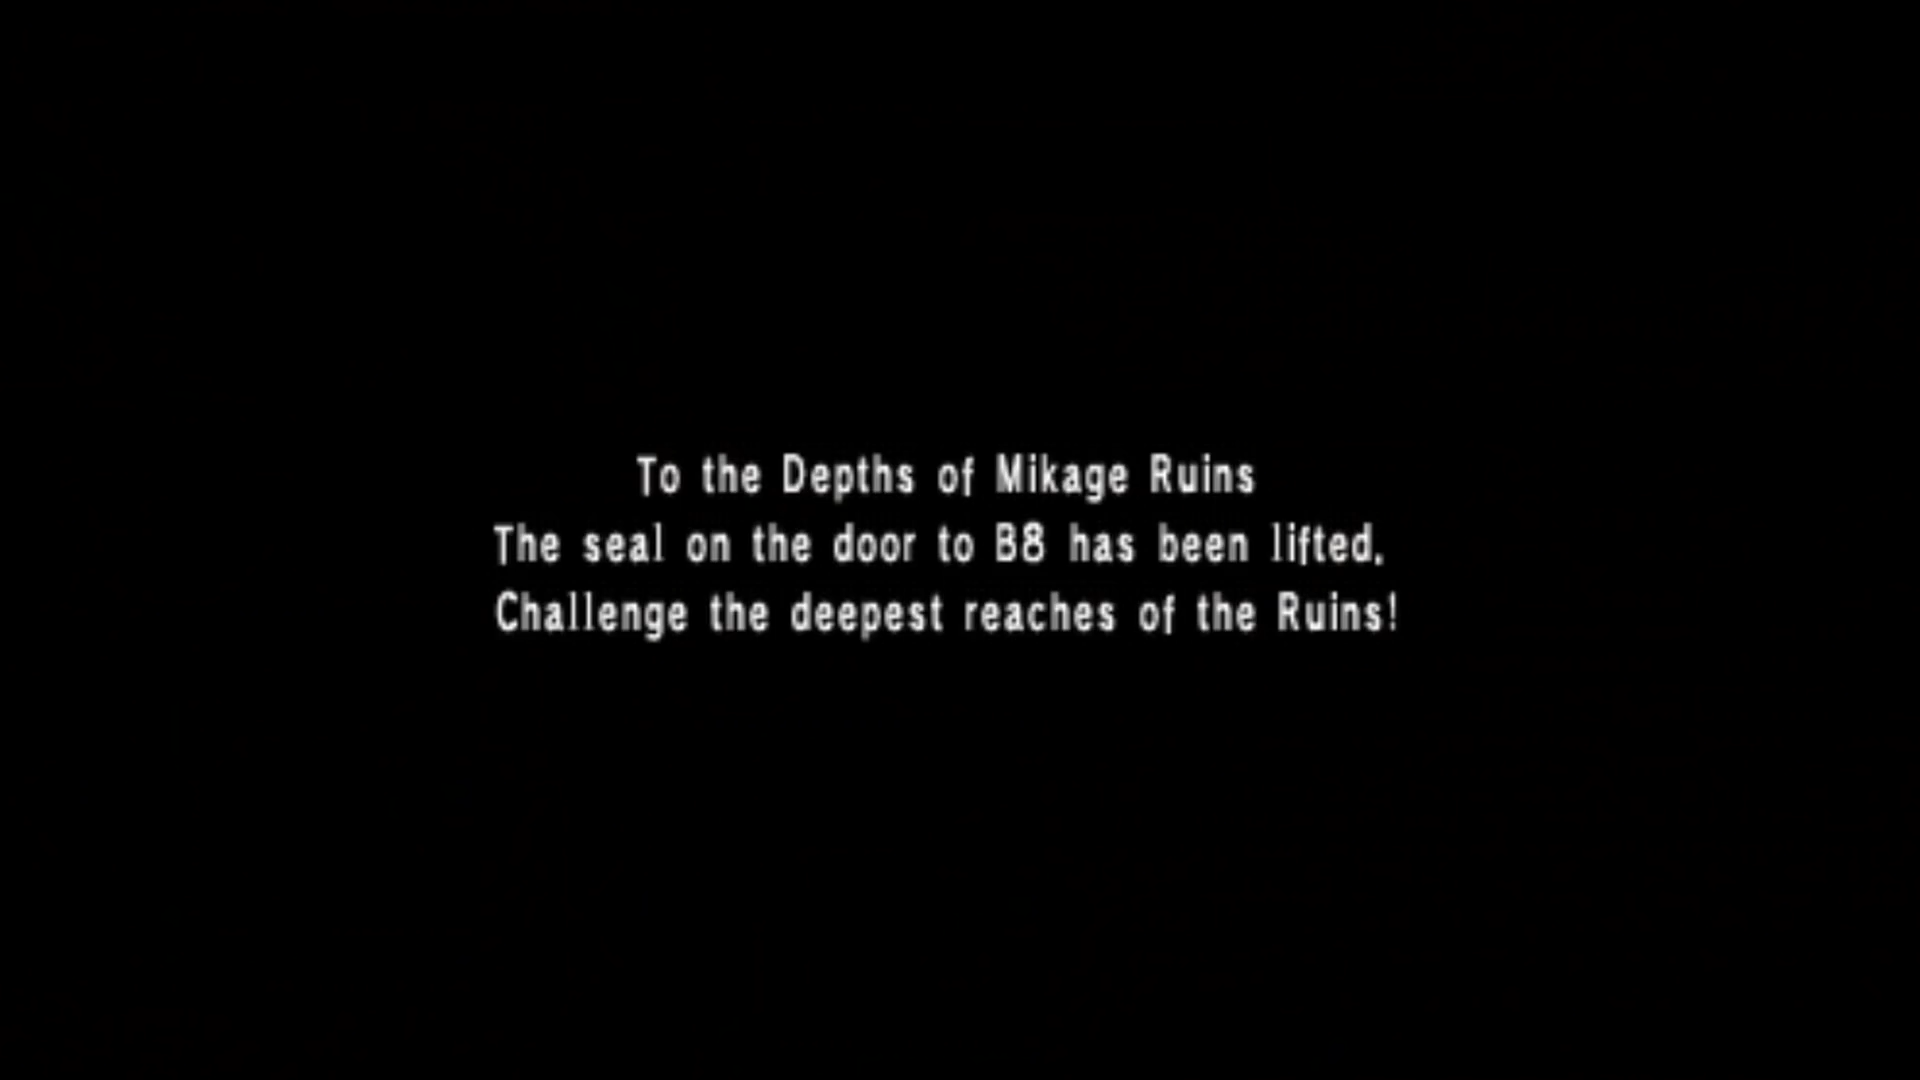 To the Depths of Mikage Ruins
The seal on the door to B8 has been lifted.
Challenge the deepest reaches of the Ruins!